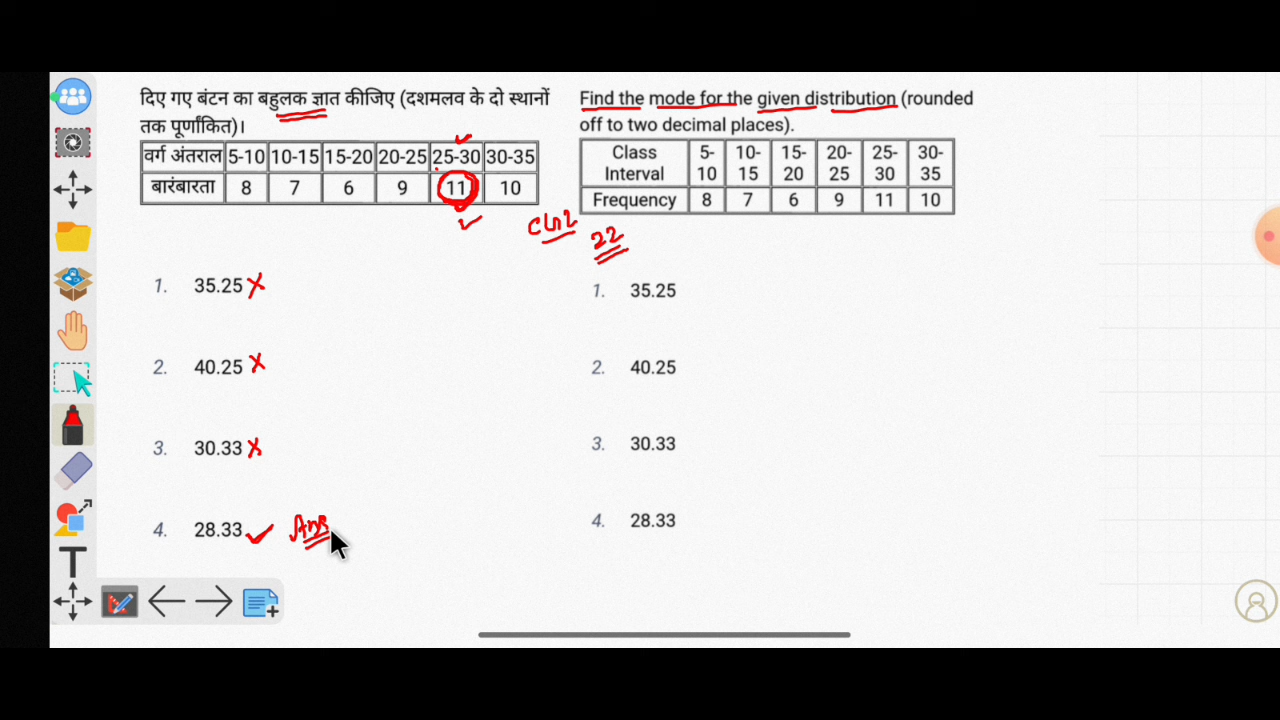 दिए गए बंटन का बहुलक ज्ञात कीजिए (दशमलव के दो स्थानों
तक पूर्णांकित)।
वर्ग अंतराल 5-10 10-15 15-20 20-25 25-30 30-35
बारंबारता 8 7 6 9 11 10
1. 35.25
2. 40.25
3. 30.33
4. 28.33 Ans
Find the mode for the given distribution (rounded
off to two decimal places).
Class 5- 10- 15- 20- 25- 30-
Interval 10 15 20 25 30 35
Frequency 8 7 6 9 11 10
22
1. 35.25
2. 40.25
3. 30.33
4. 28.33
T